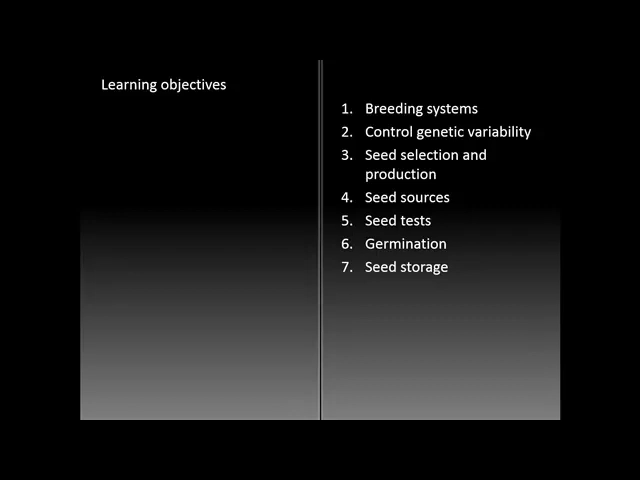 Learning objectives
1. Breeding systems
2. Control genetic variability
3. Seed selection and
production
4. Seed sources
5. Seed tests
6. Germination
7. Seed storage